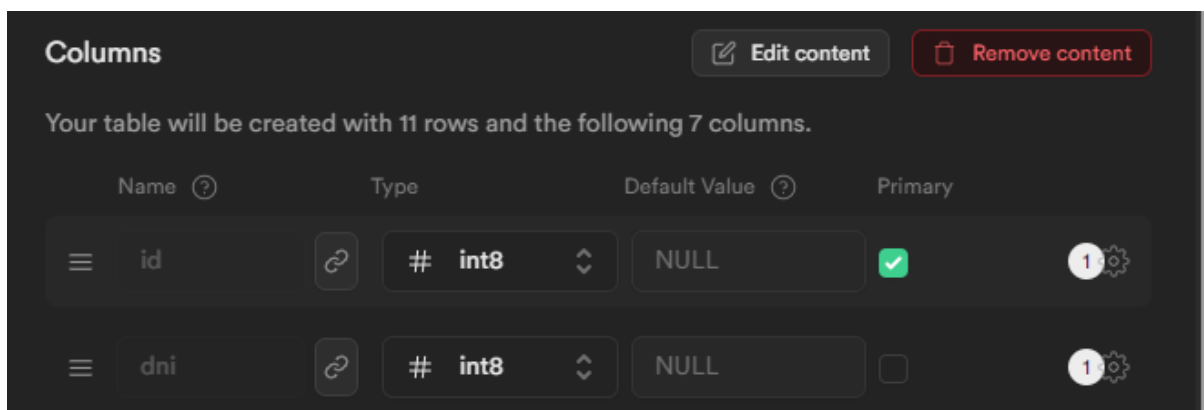 Columns Edit content Remove content
Your table will be created with 11 rows and the following 7 columns.
Name ? Type Default Value ? Primary
id # int8 NULL 1
dni # int8 NULL 1